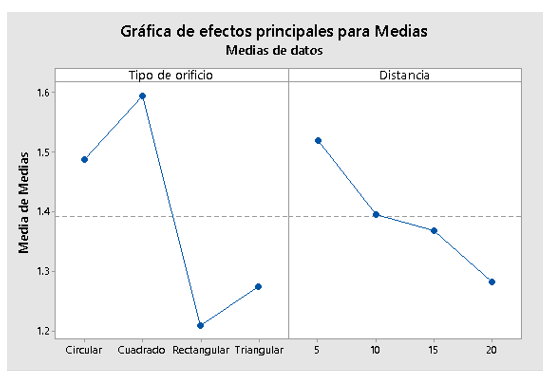 Gráfica de efectos principales para Medias
Medias de datos
Tipo de orificio
Distancia
Media de Medias
1.6
1.5
1.4
1.3
1.2
Circular Cuadrado Rectangular Triangular
5 10 15 20